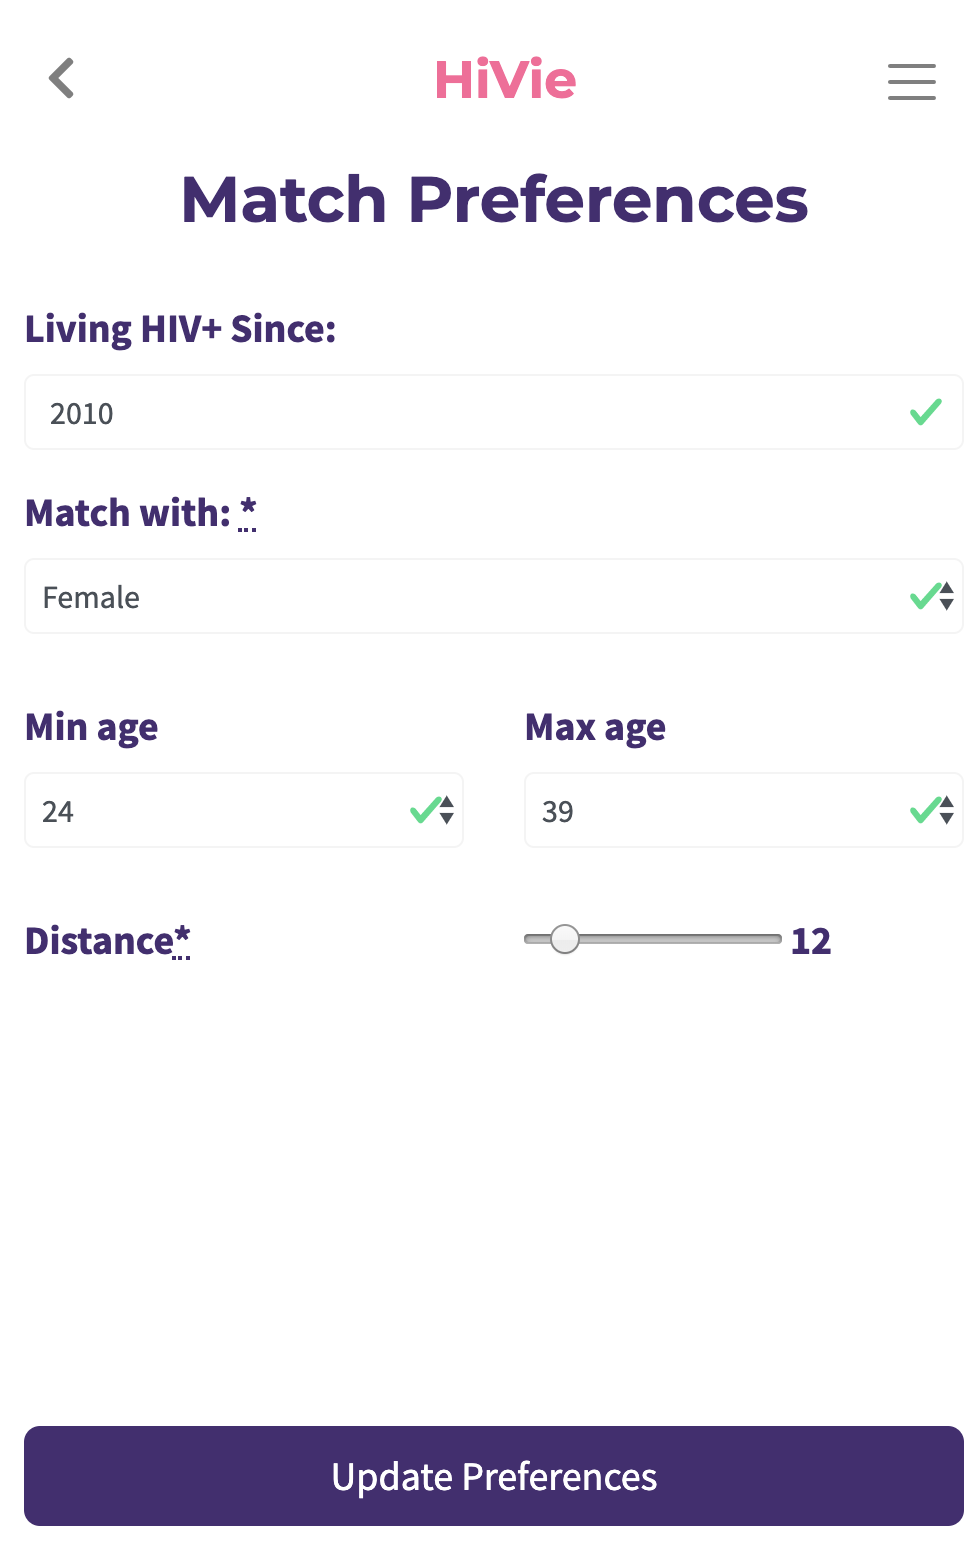 HiVie
Match Preferences
Living HIV+ Since:
2010
Match with: *
Female
Min age
Max age
24
39
Distance*
12
Update Preferences